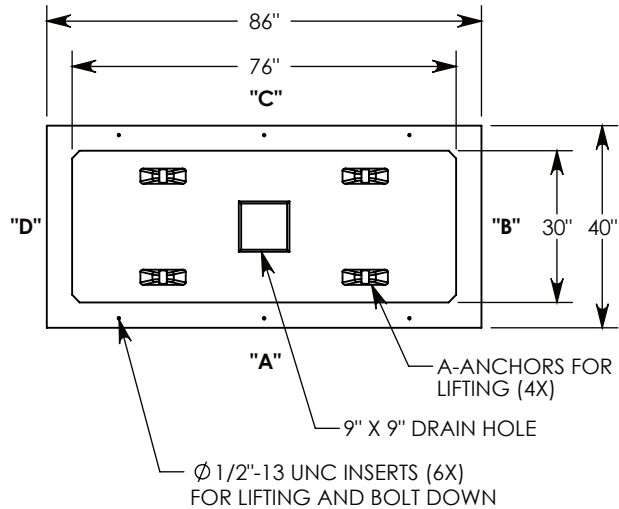 86"
76"
"C"
"D"
"B"
30"
40"
"A"
A-ANCHORS FOR
LIFTING (4X)
9" X 9" DRAIN HOLE
Ø 1/2"-13 UNC INSERTS (6X)
FOR LIFTING AND BOLT DOWN